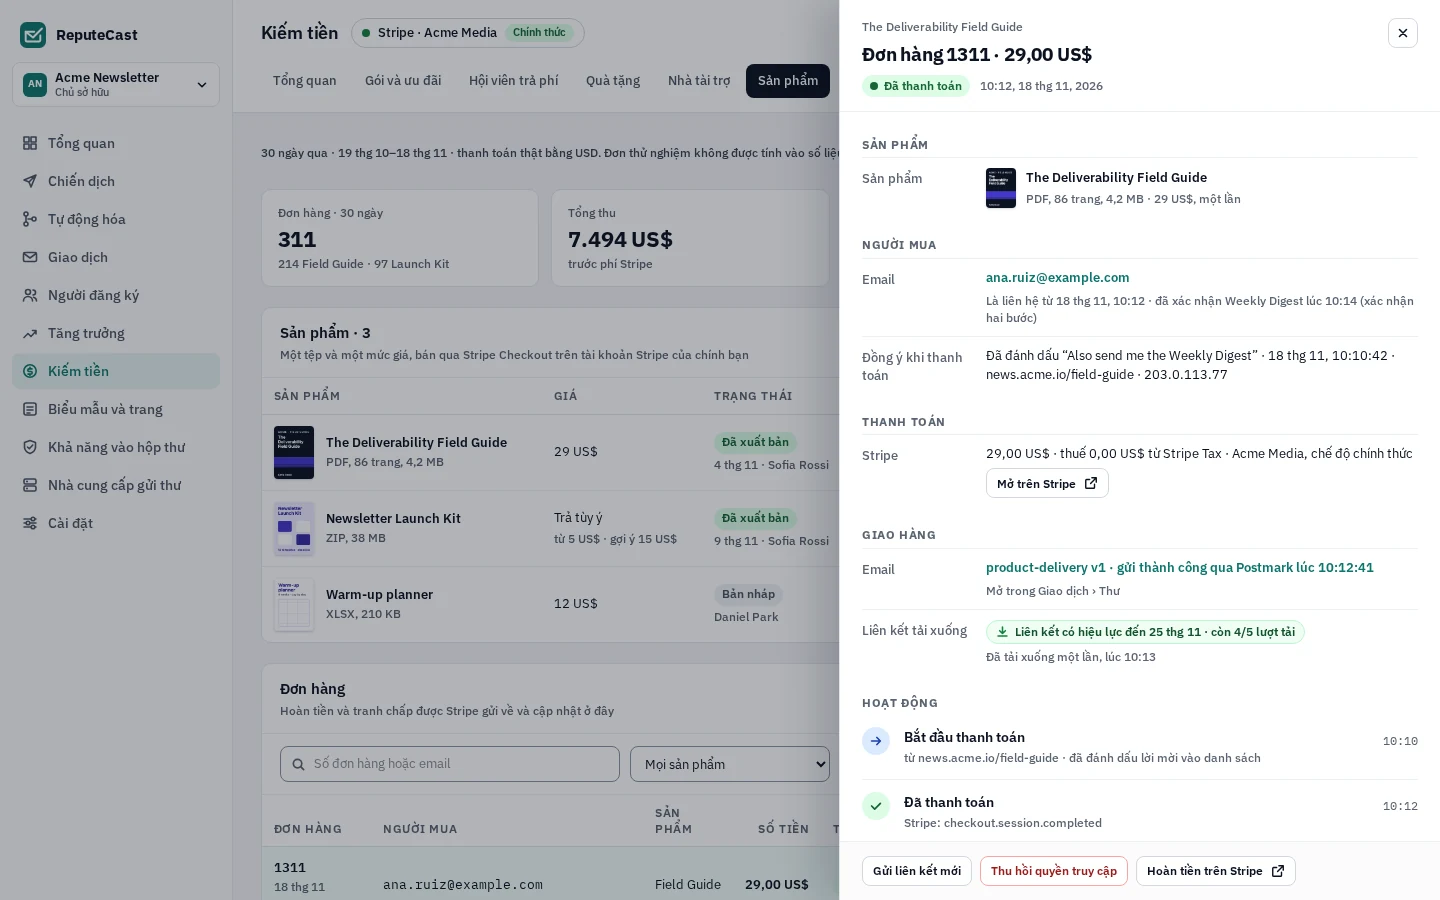 ReputeCast
AN
Acme Newsletter
Chủ sở hữu
Tổng quan
Chiến dịch
Tự động hóa
Giao dịch
Người đăng ký
Tăng trưởng
Kiếm tiền
Biểu mẫu và trang
Khả năng vào hộp thư
Nhà cung cấp gửi thư
Cài đặt
Kiếm tiền
Stripe · Acme Media
Chính thức
Tổng quan
Gói và ưu đãi
Hội viên trả phí
Quà tặng
Nhà tài trợ
Sản phẩm
30 ngày qua · 19 thg 10–18 thg 11 · thanh toán thật bằng USD. Đơn thử nghiệm không được tính vào số liệu
Đơn hàng · 30 ngày
311
214 Field Guide · 97 Launch Kit
Tổng thu
7.494 US$
trước phí Stripe
Sản phẩm · 3
Một tệp và một mức giá, bán qua Stripe Checkout trên tài khoản Stripe của chính bạn
SẢN PHẨM
GIÁ
TRẠNG THÁI
The Deliverability Field Guide
PDF, 86 trang, 4,2 MB
29 US$
Đã xuất bản
4 thg 11 · Sofia Rossi
Newsletter Launch Kit
ZIP, 38 MB
Trả tùy ý
từ 5 US$ · gợi ý 15 US$
Đã xuất bản
9 thg 11 · Sofia Rossi
Warm-up planner
XLSX, 210 KB
12 US$
Bản nháp
Daniel Park
Đơn hàng
Hoàn tiền và tranh chấp được Stripe gửi về và cập nhật ở đây
Số đơn hàng hoặc email
Mọi sản phẩm
ĐƠN HÀNG
NGƯỜI MUA
SẢN PHẨM
SỐ TIỀN
1311
18 thg 11
ana.ruiz@example.com
Field Guide
29,00 US$
The Deliverability Field Guide
Đơn hàng 1311 · 29,00 US$
Đã thanh toán
10:12, 18 thg 11, 2026
SẢN PHẨM
Sản phẩm
The Deliverability Field Guide
PDF, 86 trang, 4,2 MB · 29 US$, một lần
NGƯỜI MUA
Email
ana.ruiz@example.com
Là liên hệ từ 18 thg 11, 10:12 · đã xác nhận Weekly Digest lúc 10:14 (xác nhận
hai bước)
Đồng ý khi thanh
toán
Đã đánh dấu “Also send me the Weekly Digest” · 18 thg 11, 10:10:42 ·
news.acme.io/field-guide · 203.0.113.77
THANH TOÁN
Stripe
29,00 US$ · thuế 0,00 US$ từ Stripe Tax · Acme Media, chế độ chính thức
Mở trên Stripe
GIAO HÀNG
Email
product-delivery v1 · gửi thành công qua Postmark lúc 10:12:41
Mở trong Giao dịch › Thư
Liên kết tải xuống
Liên kết có hiệu lực đến 25 thg 11 · còn 4/5 lượt tải
Đã tải xuống một lần, lúc 10:13
HOẠT ĐỘNG
Bắt đầu thanh toán
10:10
từ news.acme.io/field-guide · đã đánh dấu lời mời vào danh sách
Đã thanh toán
10:12
Stripe: checkout.session.completed
Gửi liên kết mới
Thu hồi quyền truy cập
Hoàn tiền trên Stripe